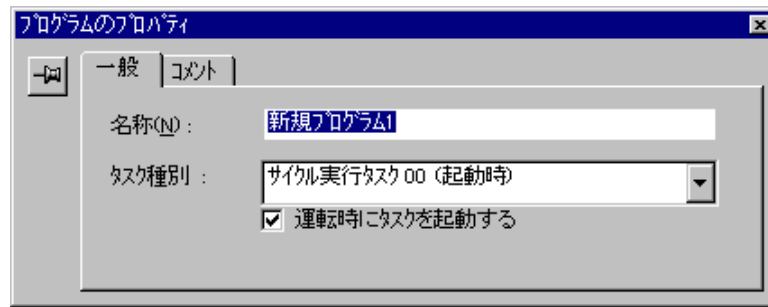 ﾌﾟﾛｸﾞﾗﾑのﾌﾟﾛﾊﾟﾃｨ
一般 ｺﾒﾝﾄ
名称(N) : 新規ﾌﾟﾛｸﾞﾗﾑ1
ﾀｽｸ種別 : ｻｲｸﾙ実行ﾀｽｸ 00 (起動時)
運転時にﾀｽｸを起動する